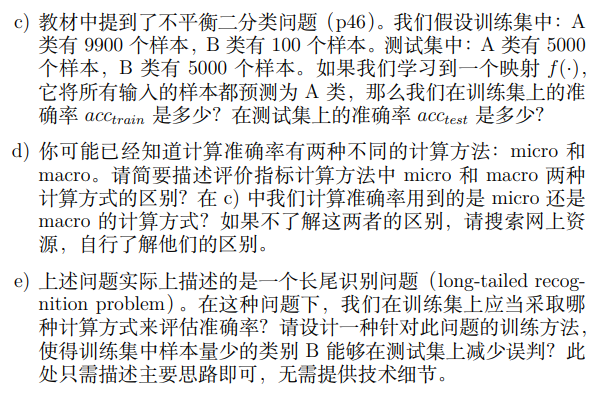 c) 教材中提到了不平衡二分类问题（p46）。我们假设训练集中：A
类有 9900 个样本，B 类有 100 个样本。测试集中：A 类有 5000
个样本，B 类有 5000 个样本。如果我们学习到一个映射 f(·)，
它将所有输入的样本都预测为 A 类，那么我们在训练集上的准
确率 acc_train 是多少？在测试集上的准确率 acc_test 是多少？
d) 你可能已经知道计算准确率有两种不同的计算方法：micro 和
macro。请简要描述评价指标计算方法中 micro 和 macro 两种
计算方式的区别？在 c) 中我们计算准确率用到的是 micro 还是
macro 的计算方式？如果不了解这两者的区别，请搜索网上资
源，自行了解他们的区别。
e) 上述问题实际上描述的是一个长尾识别问题（long-tailed recog-
nition problem）。在这种问题下，我们在训练集上应当采取哪
种计算方式来评估准确率？请设计一种针对此问题的训练方法，
使得训练集中样本量少的类别 B 能够在测试集上减少误判？此
处只需描述主要思路即可，无需提供技术细节。